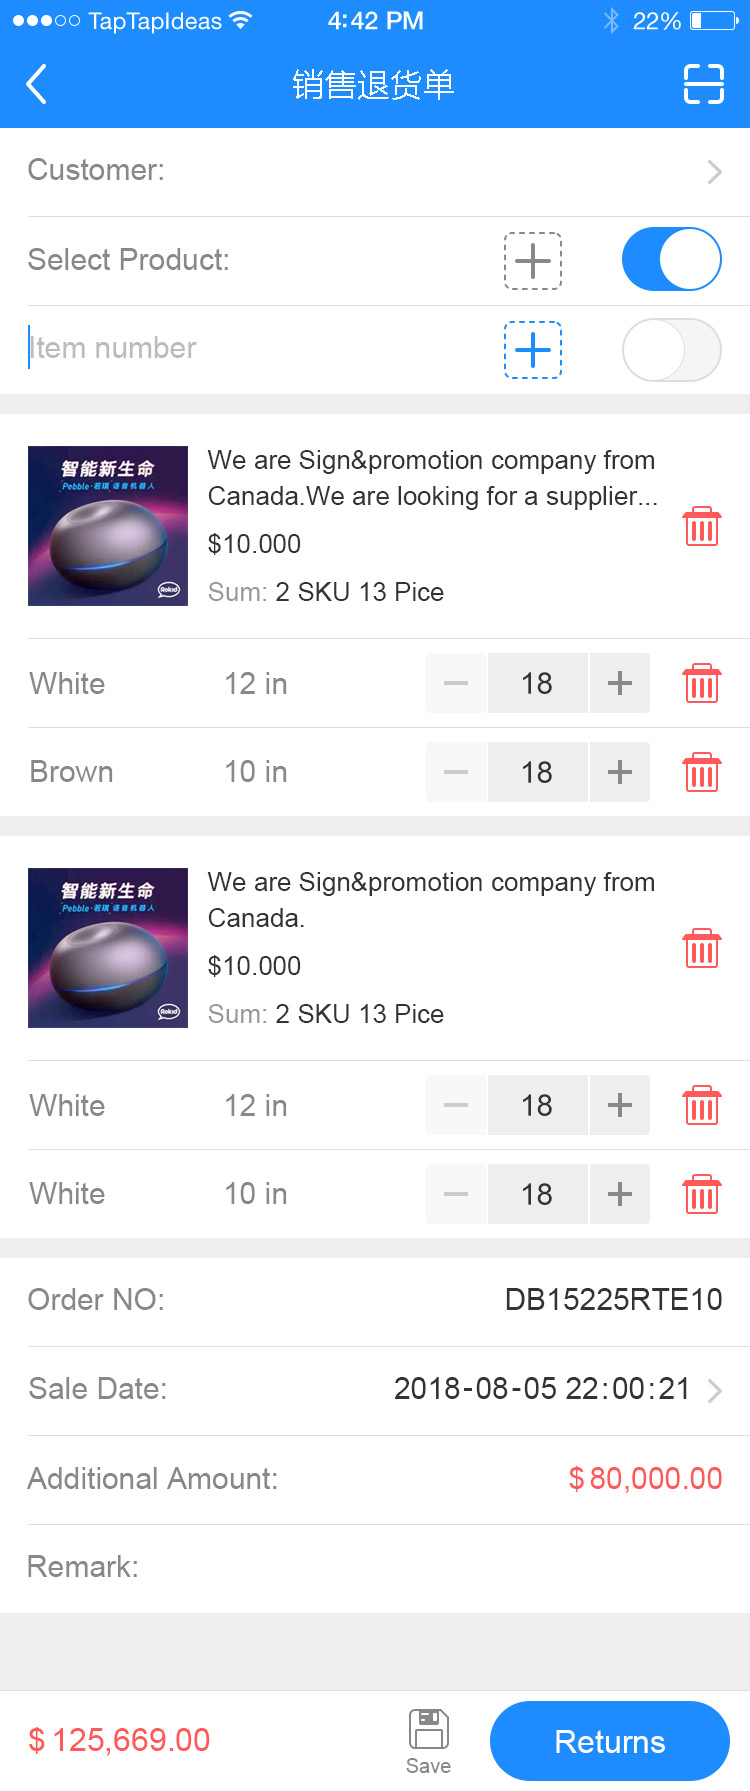 TapTapIdeas 4:42 PM 22%
销售退货单
Customer:
Select Product:
Item number
智能新生命
Pebble·若琪 语音机器人
Rokid
We are Sign&promotion company from
Canada.We are looking for a supplier...
$10.000
Sum: 2 SKU 13 Pice
White 12 in 18
Brown 10 in 18
智能新生命
Pebble·若琪 语音机器人
Rokid
We are Sign&promotion company from
Canada.
$10.000
Sum: 2 SKU 13 Pice
White 12 in 18
White 10 in 18
Order NO: DB15225RTE10
Sale Date: 2018-08-05 22:00:21
Additional Amount: $ 80,000.00
Remark:
$ 125,669.00
Save
Returns